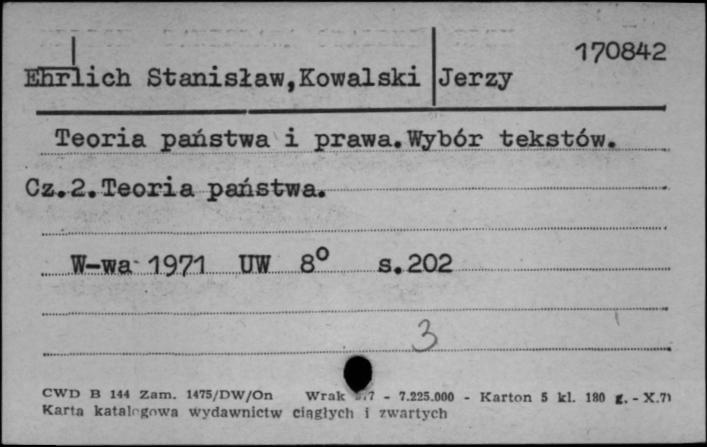 170842
Ehrlich Stanisław,Kowalski Jerzy
Teoria państwa i prawa.Wybór tekstów.
Cz.2.Teoria państwa.
W-wa 1971 UW 8° s.202
3
CWD B 144 Zam. 1475/DW/On Wrak - 7.225.000 - Karton 5 kl. 180 g. - X.71
Karta katalogowa wydawnictw ciągłych i zwartych